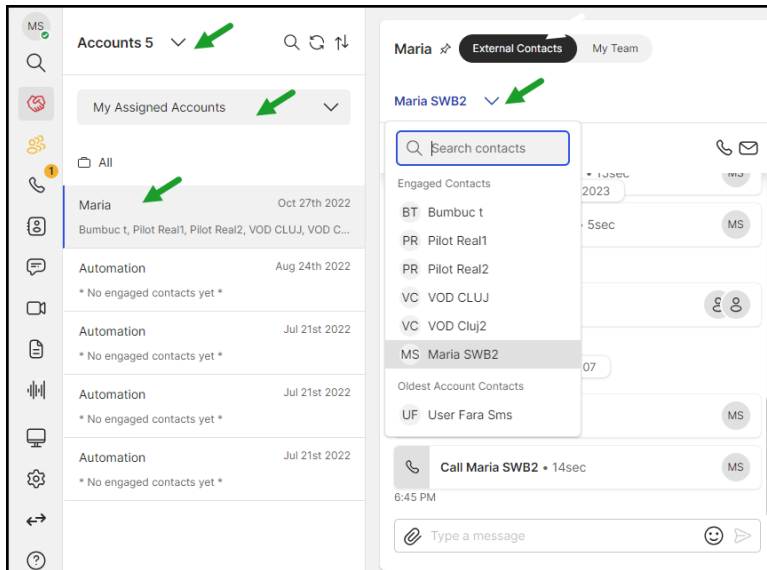 MS
1
Accounts 5
My Assigned Accounts
All
Maria Oct 27th 2022
Bumbuc t, Pilot Real1, Pilot Real2, VOD CLUJ, VOD C...
Automation Aug 24th 2022
* No engaged contacts yet *
Automation Jul 21st 2022
* No engaged contacts yet *
Automation Jul 21st 2022
* No engaged contacts yet *
Automation Jul 21st 2022
* No engaged contacts yet *
Maria External Contacts My Team
Maria SWB2
Search contacts
Engaged Contacts
BT Bumbuc t
PR Pilot Real1
PR Pilot Real2
VC VOD CLUJ
VC VOD Cluj2
MS Maria SWB2
Oldest Account Contacts
UF User Fara Sms
• 15sec MS
2023
• 5sec MS
07
MS
Call Maria SWB2 • 14sec MS
6:45 PM
Type a message